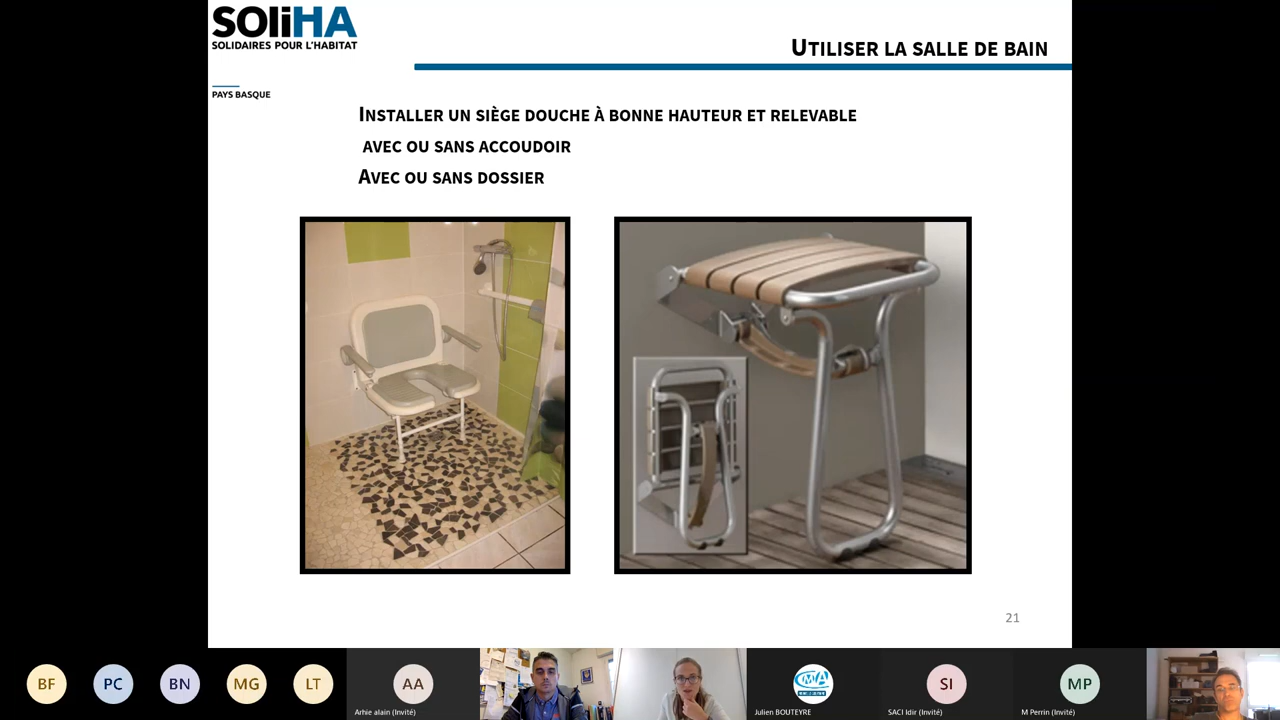 SOliHA
SOLIDAIRES POUR L'HABITAT
UTILISER LA SALLE DE BAIN
PAYS BASQUE
INSTALLER UN SIÈGE DOUCHE À BONNE HAUTEUR ET RELEVABLE
AVEC OU SANS ACCOUDOIR
AVEC OU SANS DOSSIER
21
BF
PC
BN
MG
LT
AA
Arhie alain (Invité)
CMA
Julien BOUTEYRE
SI
SACI Idir (Invité)
MP
M Perrin (Invité)